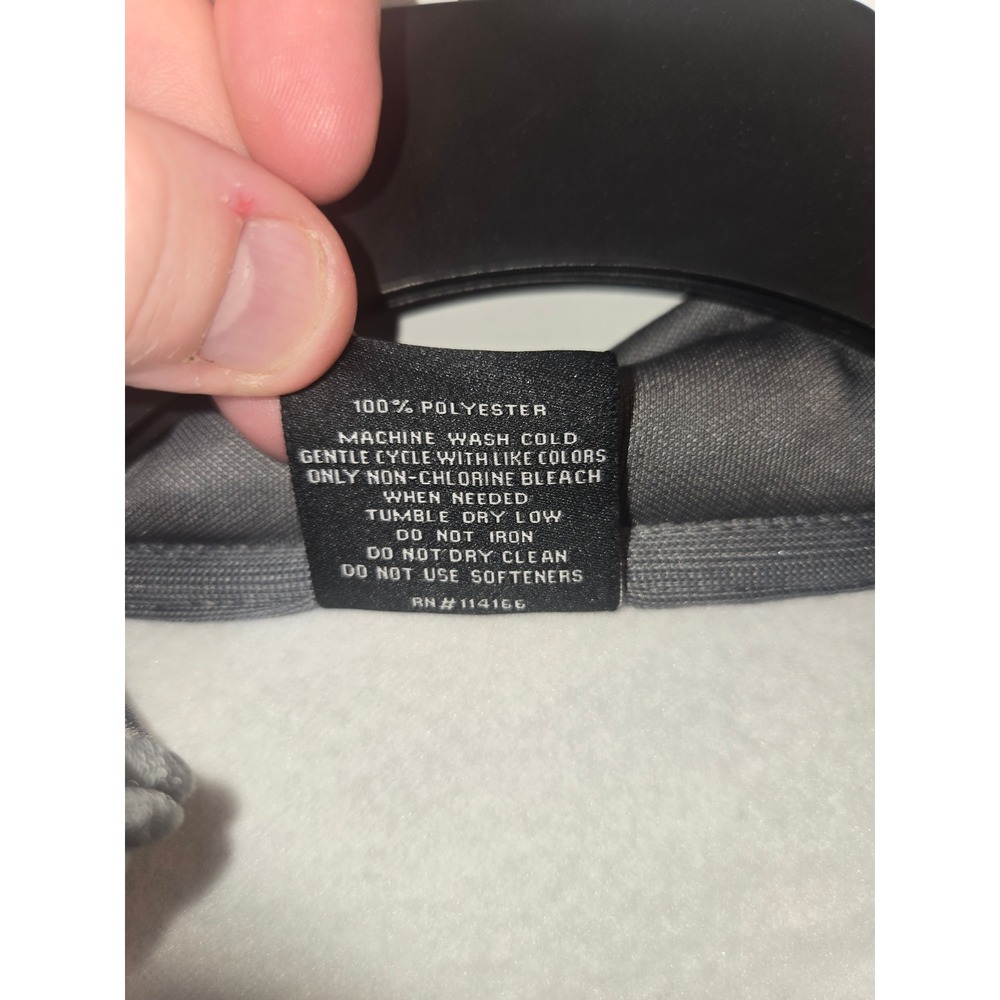 100% POLYESTER
MACHINE WASH COLD
GENTLE CYCLE WITH LIKE COLORS
ONLY NON-CHLORINE BLEACH
WHEN NEEDED
TUMBLE DRY LOW
DO NOT IRON
DO NOT DRY CLEAN
DO NOT USE SOFTENERS
RN#114166